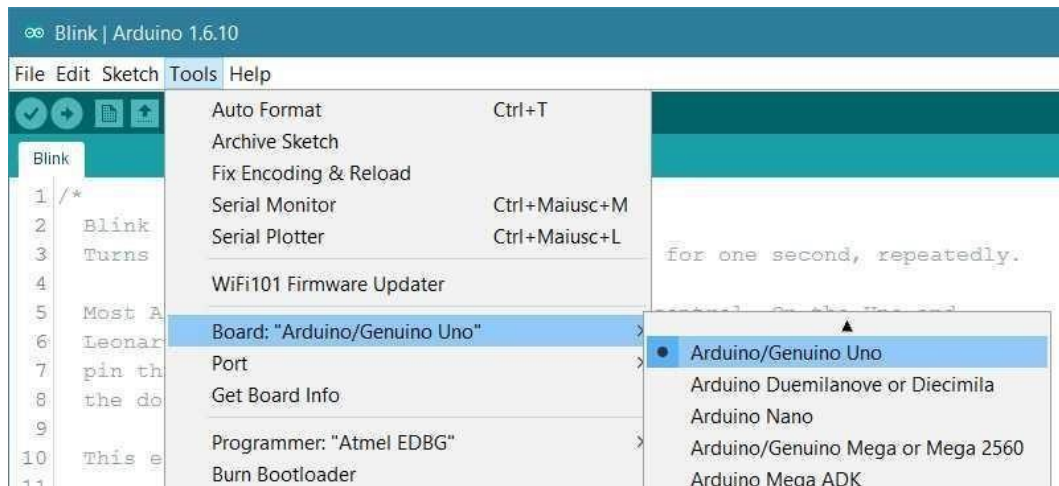 Blink | Arduino 1.6.10
File Edit Sketch Tools Help
Blink
Auto Format Ctrl+T
Archive Sketch
Fix Encoding & Reload
Serial Monitor Ctrl+Maiusc+M
Serial Plotter Ctrl+Maiusc+L
WiFi101 Firmware Updater
Board: "Arduino/Genuino Uno"
Port
Get Board Info
Programmer: "Atmel EDBG"
Burn Bootloader
Arduino/Genuino Uno
Arduino Duemilanove or Diecimila
Arduino Nano
Arduino/Genuino Mega or Mega 2560
Arduino Mega ADK
1 /*
2 Blink
3 Turns for one second, repeatedly.
4
5 Most A
6 Leonar
7 pin th
8 the do
9
10 This e
11